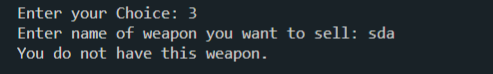 Enter your Choice: 3
Enter name of weapon you want to sell: sda
You do not have this weapon.